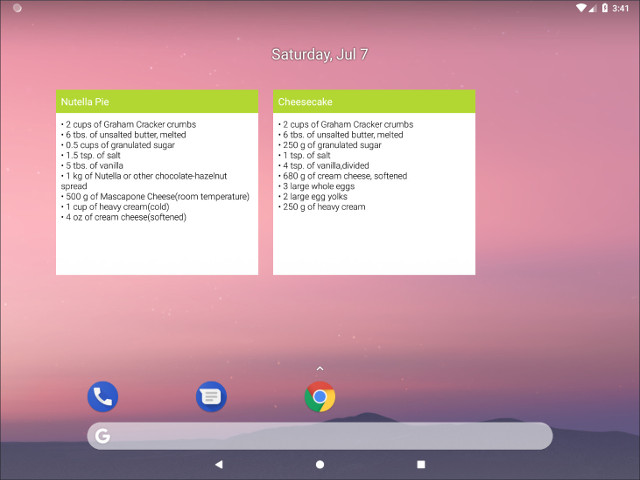 3:41
Saturday, Jul 7
Nutella Pie
• 2 cups of Graham Cracker crumbs
• 6 tbs. of unsalted butter, melted
• 0.5 cups of granulated sugar
• 1.5 tsp. of salt
• 5 tbs. of vanilla
• 1 kg of Nutella or other chocolate-hazelnut
spread
• 500 g of Mascapone Cheese(room temperature)
• 1 cup of heavy cream(cold)
• 4 oz of cream cheese(softened)
Cheesecake
• 2 cups of Graham Cracker crumbs
• 6 tbs. of unsalted butter, melted
• 250 g of granulated sugar
• 1 tsp. of salt
• 4 tsp. of vanilla,divided
• 680 g of cream cheese, softened
• 3 large whole eggs
• 2 large egg yolks
• 250 g of heavy cream
G